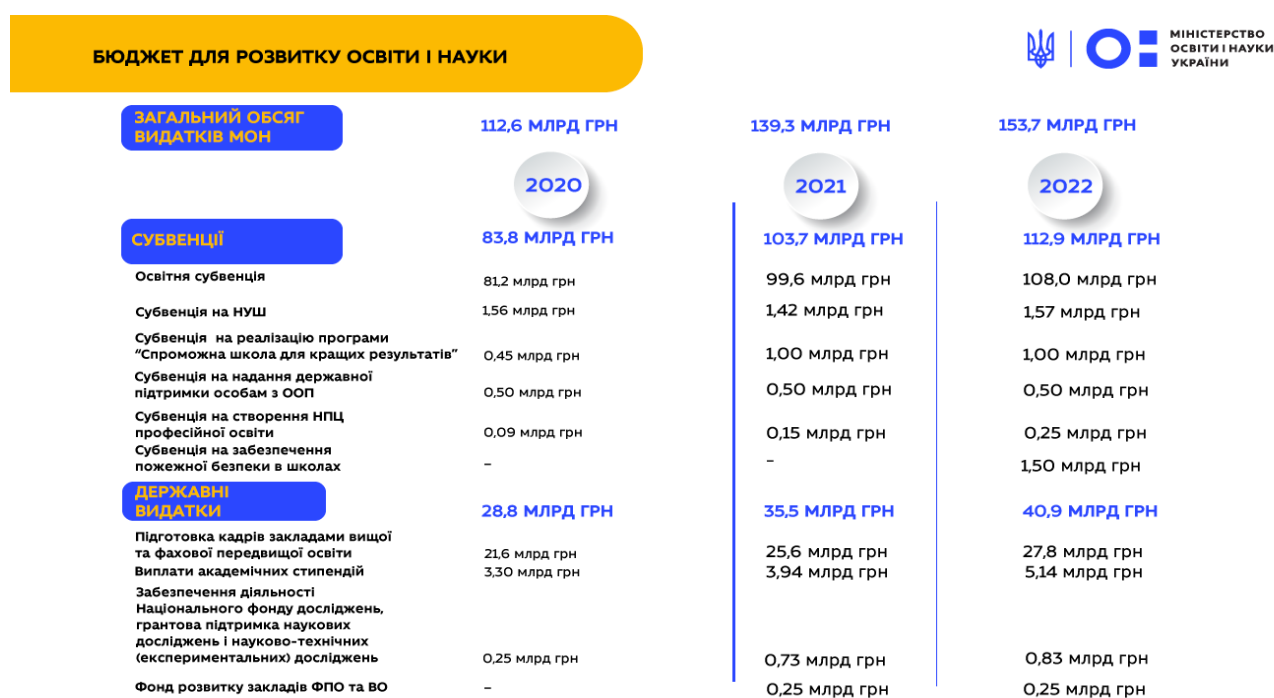 БЮДЖЕТ ДЛЯ РОЗВИТКУ ОСВІТИ І НАУКИ
МІНІСТЕРСТВО
ОСВІТИ І НАУКИ
УКРАЇНИ
ЗАГАЛЬНИЙ ОБСЯГ
ВИДАТКІВ МОН
112,6 МЛРД ГРН 139,3 МЛРД ГРН 153,7 МЛРД ГРН
2020 2021 2022
СУБВЕНЦІЇ 83,8 МЛРД ГРН 103,7 МЛРД ГРН 112,9 МЛРД ГРН
Освітня субвенція 81,2 млрд грн 99,6 млрд грн 108,0 млрд грн
Субвенція на НУШ 1,56 млрд грн 1,42 млрд грн 1,57 млрд грн
Субвенція на реалізацію програми
“Спроможна школа для кращих результатів” 0,45 млрд грн 1,00 млрд грн 1,00 млрд грн
Субвенція на надання державної
підтримки особам з ООП 0,50 млрд грн 0,50 млрд грн 0,50 млрд грн
Субвенція на створення НПЦ
професійної освіти 0,09 млрд грн 0,15 млрд грн 0,25 млрд грн
Субвенція на забезпечення
пожежної безпеки в школах – – 1,50 млрд грн
ДЕРЖАВНІ
ВИДАТКИ 28,8 МЛРД ГРН 35,5 МЛРД ГРН 40,9 МЛРД ГРН
Підготовка кадрів закладами вищої
та фахової передвищої освіти 21,6 млрд грн 25,6 млрд грн 27,8 млрд грн
Виплати академічних стипендій 3,30 млрд грн 3,94 млрд грн 5,14 млрд грн
Забезпечення діяльності
Національного фонду досліджень,
грантова підтримка наукових
досліджень і науково-технічних
(експериментальних) досліджень 0,25 млрд грн 0,73 млрд грн 0,83 млрд грн
Фонд розвитку закладів ФПО та ВО – 0,25 млрд грн 0,25 млрд грн